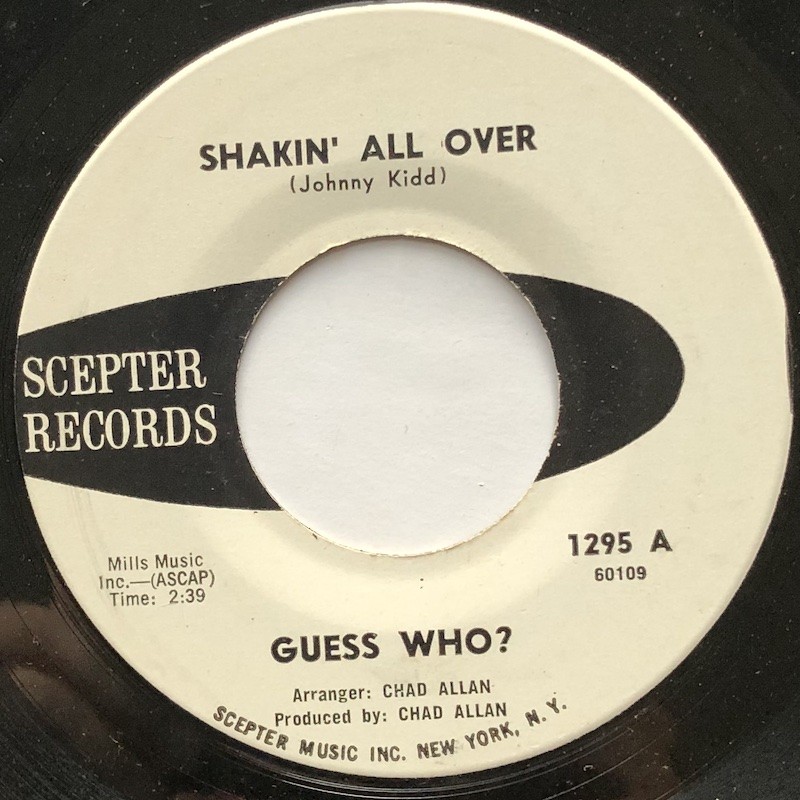 SHAKIN' ALL OVER
(Johnny Kidd)
SCEPTER
RECORDS
Mills Music
Inc.—(ASCAP)
Time: 2:39
1295 A
60109
GUESS WHO?
Arranger: CHAD ALLAN
Produced by: CHAD ALLAN
SCEPTER MUSIC INC. NEW YORK, N. Y.